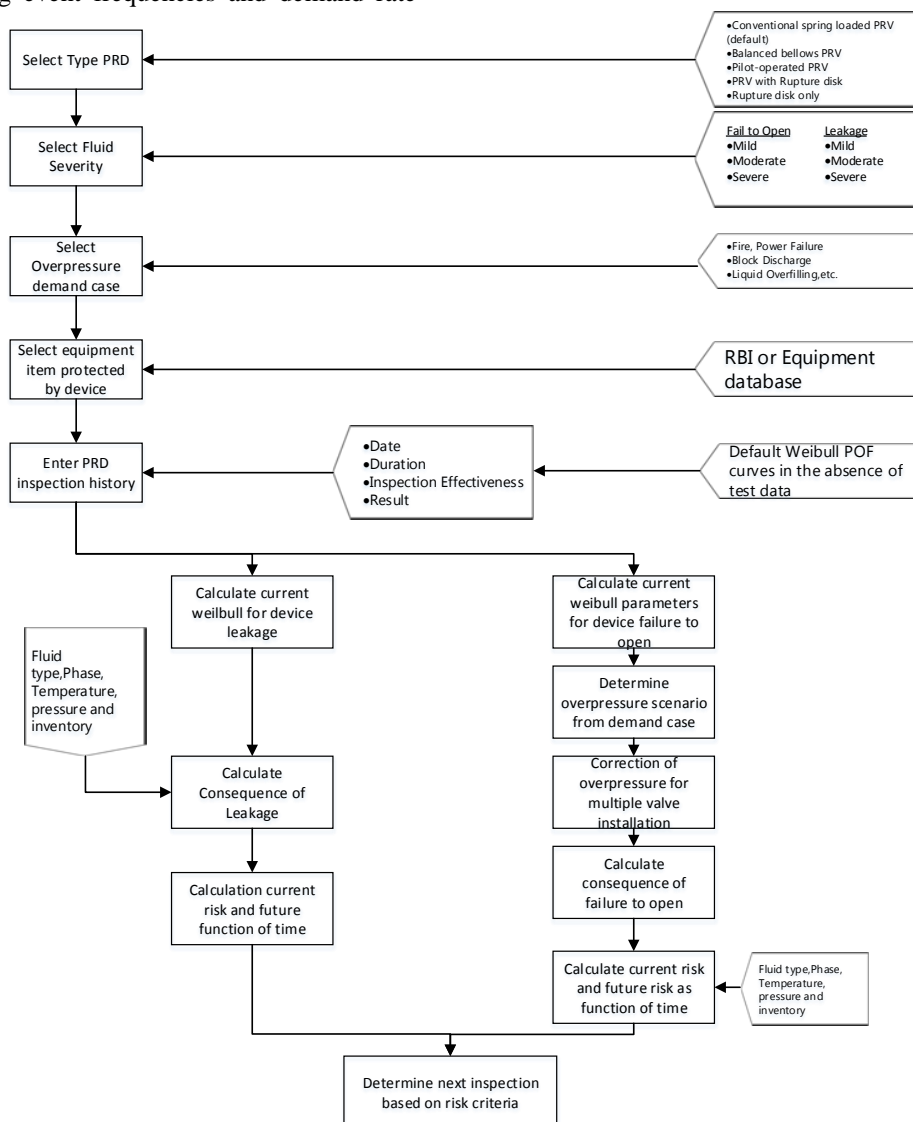 g event frequencies and demand rate
Select Type PRD
•Conventional spring loaded PRV
(default)
•Balanced bellows PRV
•Pilot-operated PRV
•PRV with Rupture disk
•Rupture disk only
Select Fluid
Severity
Fail to Open Leakage
•Mild •Mild
•Moderate •Moderate
•Severe •Severe
Select
Overpressure
demand case
•Fire, Power Failure
•Block Discharge
•Liquid Overfilling,etc.
Select equipment
item protected
by device
RBI or Equipment
database
Enter PRD
inspection history
•Date
•Duration
•Inspection Effectiveness
•Result
Default Weibull POF
curves in the absence of
test data
Calculate current
weilbull for device
leakage
Calculate current
weibull parameters
for device failure to
open
Fluid
type,Phase,
Temperature,
pressure and
inventory
Determine
overpressure scenario
from demand case
Calculate
Consequence of
Leakage
Correction of
overpressure for
multiple valve
installation
Calculate
consequence of
failure to open
Calculation current
risk and future
function of time
Calculate current risk
and future risk as
function of time
Fluid type,Phase,
Temperature,
pressure and
inventory
Determine next inspection
based on risk criteria